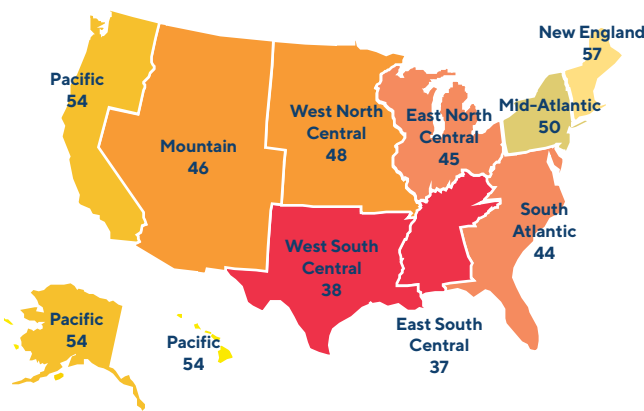 New England
57
Pacific
54
Mid-Atlantic
50
West North
Central
48
East North
Central
45
Mountain
46
South
Atlantic
44
West South
Central
38
Pacific
54
East South
Central
37
Pacific
54